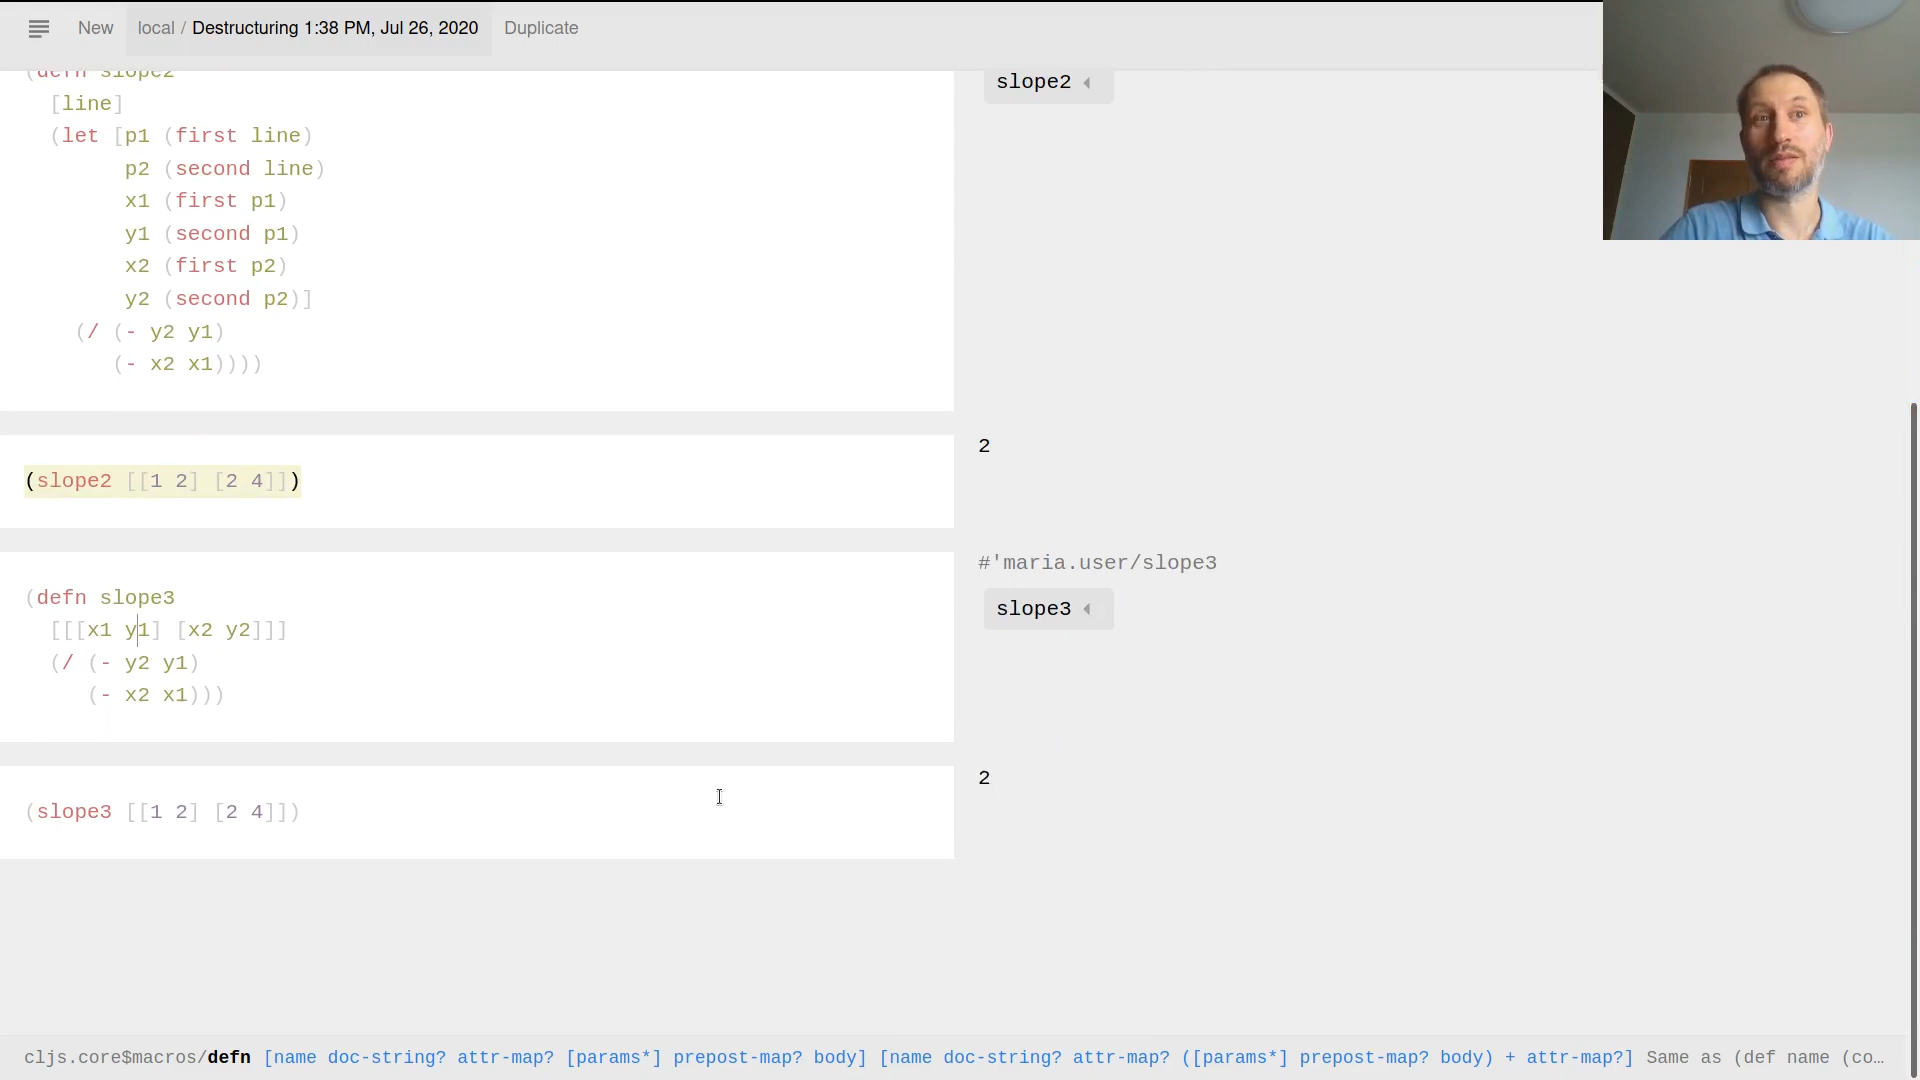 New local / Destructuring 1:38 PM, Jul 26, 2020 Duplicate
(defn slope2
[line]
(let [p1 (first line)
p2 (second line)
x1 (first p1)
y1 (second p1)
x2 (first p2)
y2 (second p2)]
(/ (- y2 y1)
(- x2 x1))))
slope2
(slope2 [[1 2] [2 4]])
2
(defn slope3
[[[x1 y1] [x2 y2]]]
(/ (- y2 y1)
(- x2 x1)))
#'maria.user/slope3
slope3
(slope3 [[1 2] [2 4]])
2
cljs.core$macros/defn [name doc-string? attr-map? [params*] prepost-map? body] [name doc-string? attr-map? ([params*] prepost-map? body) + attr-map?] Same as (def name (co…